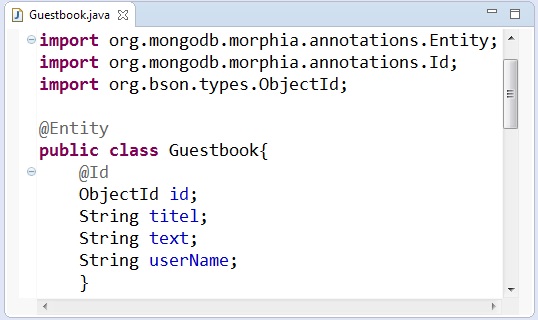 Guestbook.java
import org.mongodb.morphia.annotations.Entity;
import org.mongodb.morphia.annotations.Id;
import org.bson.types.ObjectId;
@Entity
public class Guestbook{
@Id
ObjectId id;
String titel;
String text;
String userName;
}